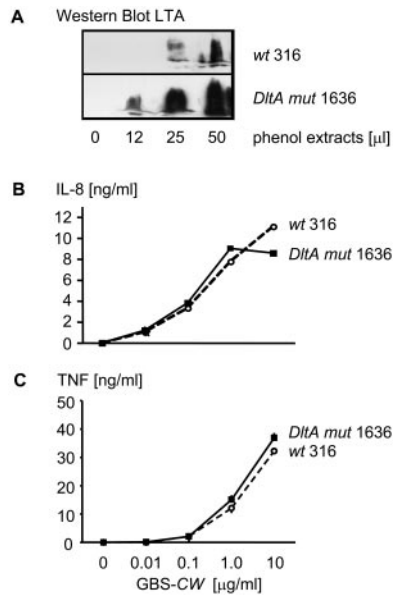 A Western Blot LTA
wt 316
DltA mut 1636
0 12 25 50 phenol extracts [µl]
B IL-8 [ng/ml]
12
10
8
6
4
2
0
wt 316
DltA mut 1636
C TNF [ng/ml]
50
40
30
20
10
0
DltA mut 1636
wt 316
0 0.01 0.1 1.0 10
GBS-CW [µg/ml]